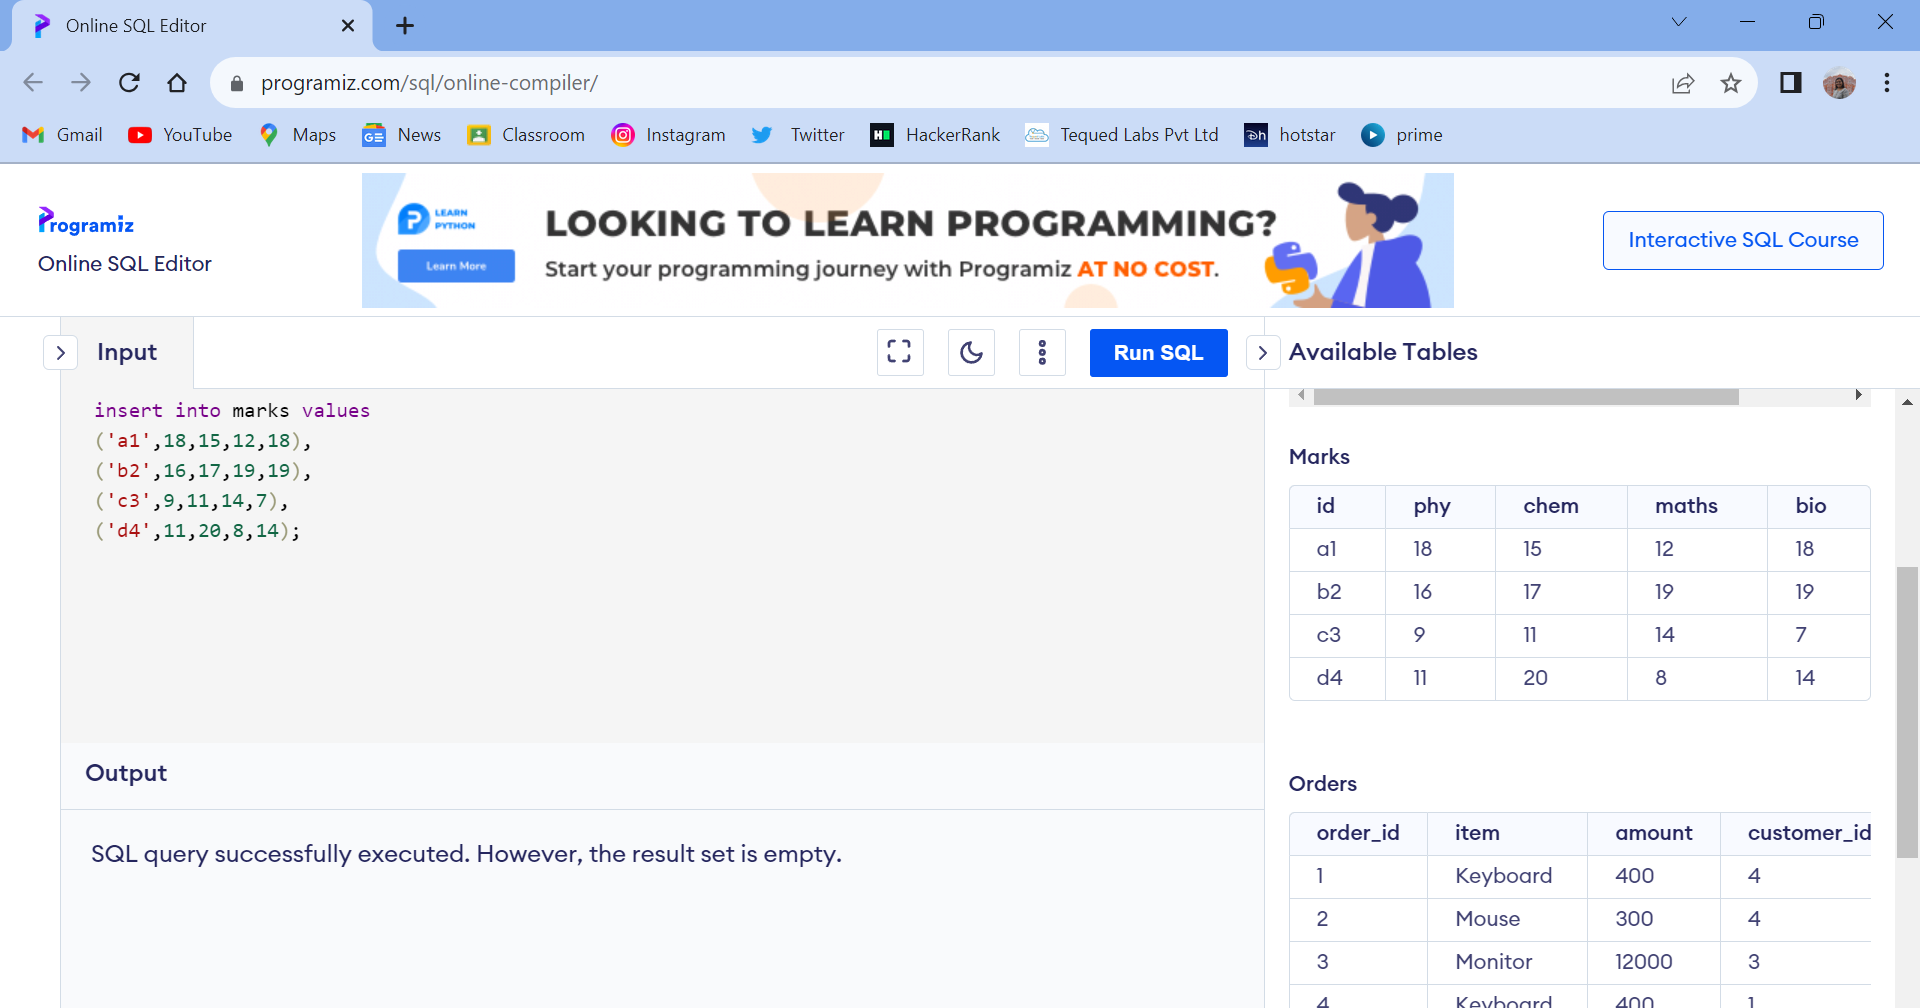 Online SQL Editor
programiz.com/sql/online-compiler/
Gmail YouTube Maps News Classroom Instagram Twitter HackerRank Tequed Labs Pvt Ltd hotstar prime
Programiz
Online SQL Editor
LEARN
PYTHON
Learn More
LOOKING TO LEARN PROGRAMMING?
Start your programming journey with Programiz AT NO COST.
Interactive SQL Course
Input
Run SQL
insert into marks values
('a1',18,15,12,18),
('b2',16,17,19,19),
('c3',9,11,14,7),
('d4',11,20,8,14);
Output
SQL query successfully executed. However, the result set is empty.
Available Tables
Marks
id phy chem maths bio
a1 18 15 12 18
b2 16 17 19 19
c3 9 11 14 7
d4 11 20 8 14
Orders
order_id item amount customer_id
1 Keyboard 400 4
2 Mouse 300 4
3 Monitor 12000 3
4 Keyboard 400 1